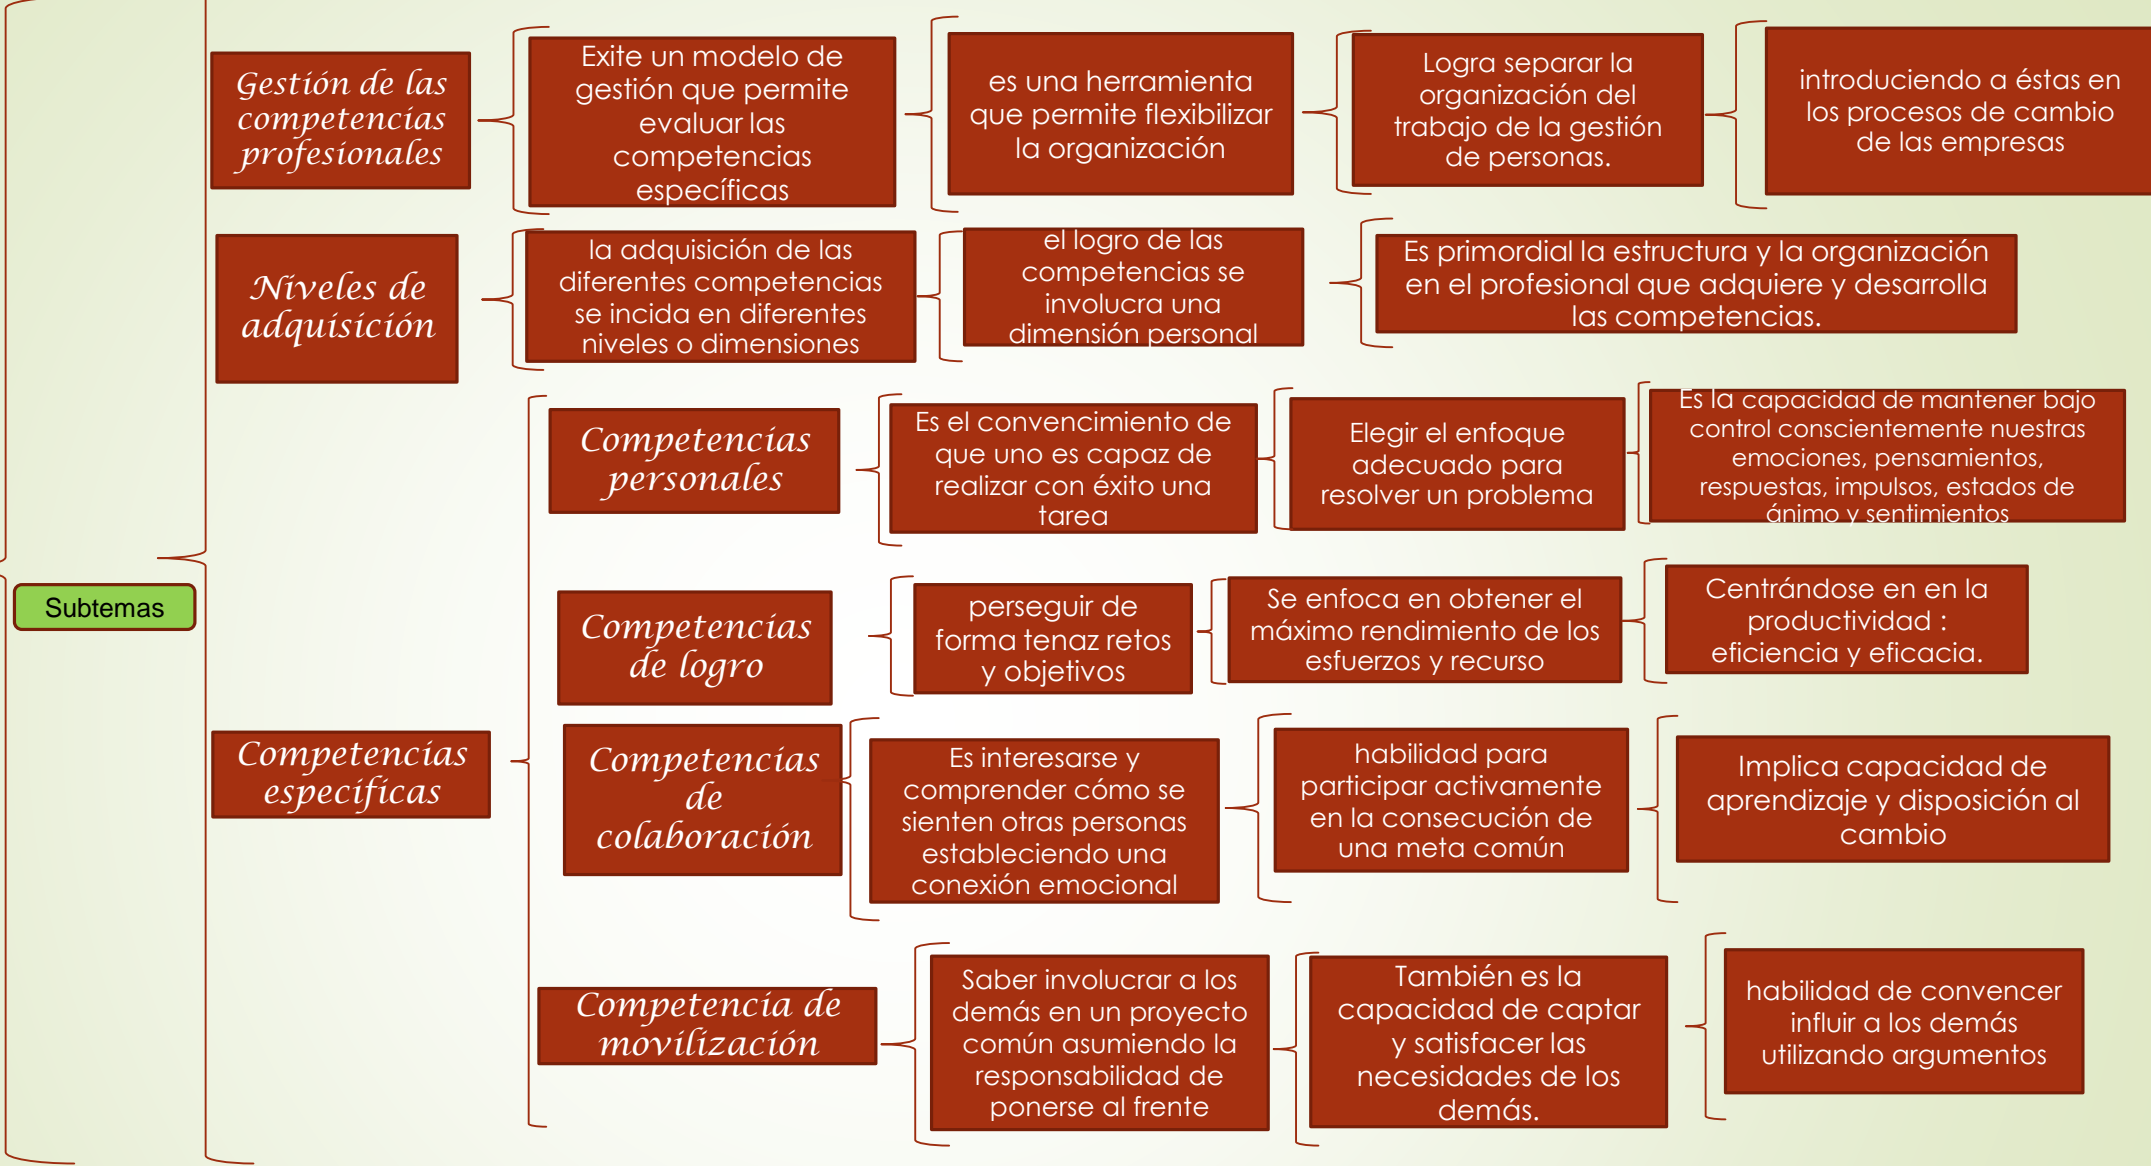 Gestión de las
competencias
profesionales
Exite un modelo de
gestión que permite
evaluar las
competencias
específicas
es una herramienta
que permite flexibilizar
la organización
Logra separar la
organización del
trabajo de la gestión
de personas.
introduciendo a éstas en
los procesos de cambio
de las empresas
Niveles de
adquisición
la adquisición de las
diferentes competencias
se incida en diferentes
niveles o dimensiones
el logro de las
competencias se
involucra una
dimensión personal
Es primordial la estructura y la organización
en el profesional que adquiere y desarrolla
las competencias.
Subtemas
Competencias
específicas
Competencias
personales
Es el convencimiento de
que uno es capaz de
realizar con éxito una
tarea
Elegir el enfoque
adecuado para
resolver un problema
Es la capacidad de mantener bajo
control conscientemente nuestras
emociones, pensamientos,
respuestas, impulsos, estados de
ánimo y sentimientos
Competencias
de logro
perseguir de
forma tenaz retos
y objetivos
Se enfoca en obtener el
máximo rendimiento de los
esfuerzos y recurso
Centrándose en en la
productividad :
eficiencia y eficacia.
Competencias
de
colaboración
Es interesarse y
comprender cómo se
sienten otras personas
estableciendo una
conexión emocional
habilidad para
participar activamente
en la consecución de
una meta común
Implica capacidad de
aprendizaje y disposición al
cambio
Competencia de
movilización
Saber involucrar a los
demás en un proyecto
común asumiendo la
responsabilidad de
ponerse al frente
También es la
capacidad de captar
y satisfacer las
necesidades de los
demás.
habilidad de convencer
influir a los demás
utilizando argumentos